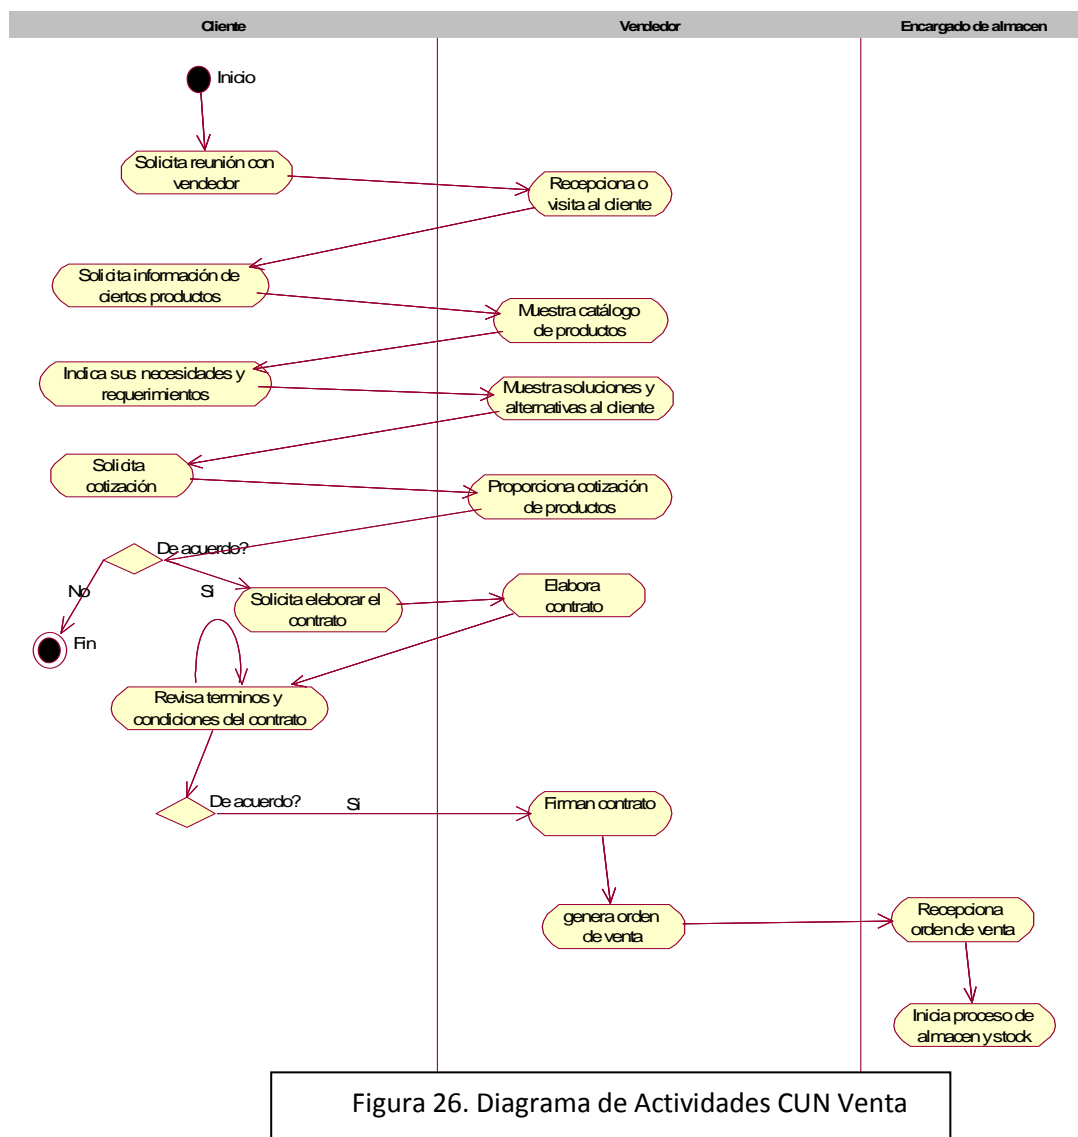 Cliente
Vendedor
Encargado de almacen
Inicio
Solicita reunión con
vendedor
Recepciona o
visita al cliente
Solicita información de
ciertos productos
Muestra catálogo
de productos
Indica sus necesidades y
requerimientos
Muestra soluciones y
alternativas al cliente
Solicita
cotización
Proporciona cotización
de productos
De acuerdo?
No
Si
Fin
Solicita eleborar el
contrato
Elabora
contrato
Revisa terminos y
condiciones del contrato
De acuerdo?
Si
Firman contrato
genera orden
de venta
Recepciona
orden de venta
Inicia proceso de
almacen y stock
Figura 26. Diagrama de Actividades CUN Venta